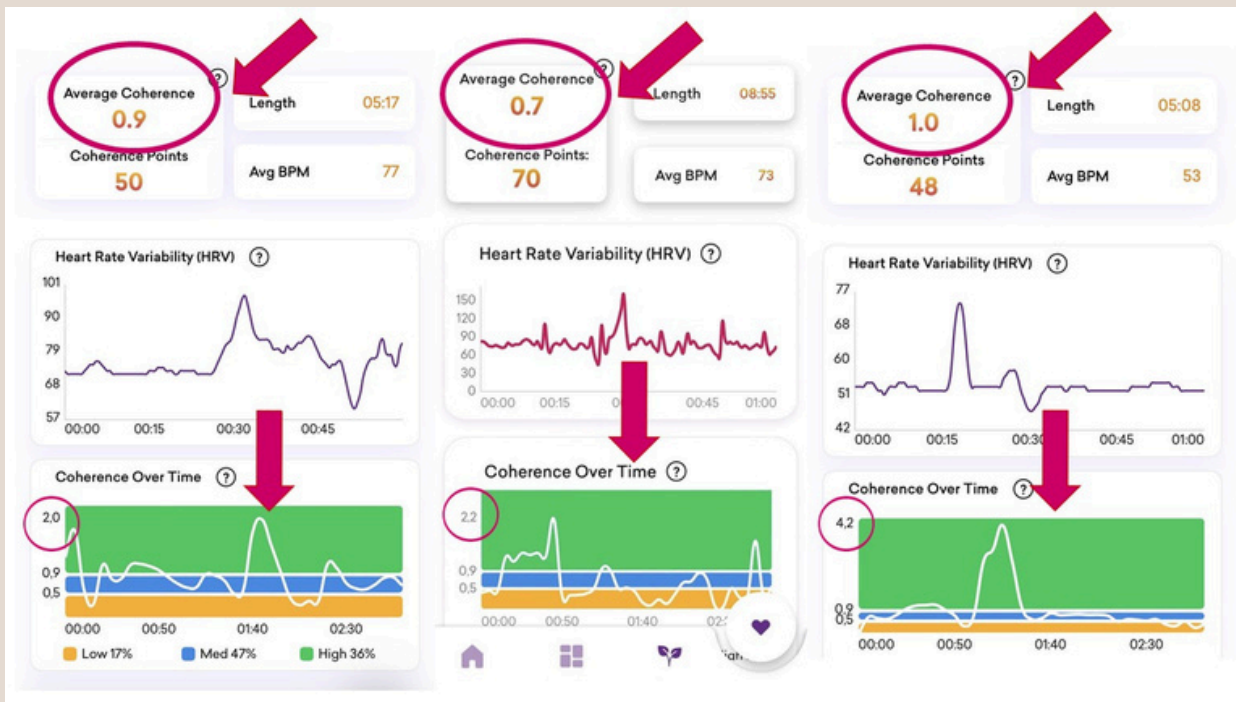 Average Coherence
0.9
Length 05:17
Coherence Points
50
Avg BPM 77
Heart Rate Variability (HRV) ?
101
90
79
68
57
00:00 00:15 00:30 00:45
Coherence Over Time ?
2,0
0,9
0,5
00:00 00:50 01:40 02:30
Low 17% Med 47% High 36%
Average Coherence ?
0.7
Length 08:55
Coherence Points:
70
Avg BPM 73
Heart Rate Variability (HRV) ?
150
120
90
60
30
0
00:00 00:15 00:45 01:00
Coherence Over Time ?
2,2
0,9
0,5
00:00 00:50 01:40
Average Coherence ?
1.0
Length 05:08
Coherence Points
48
Avg BPM 53
Heart Rate Variability (HRV) ?
77
68
60
51
42
00:00 00:15 00:30 00:45 01:00
Coherence Over Time ?
4,2
0,9
0,5
00:00 00:50 01:40 02:30